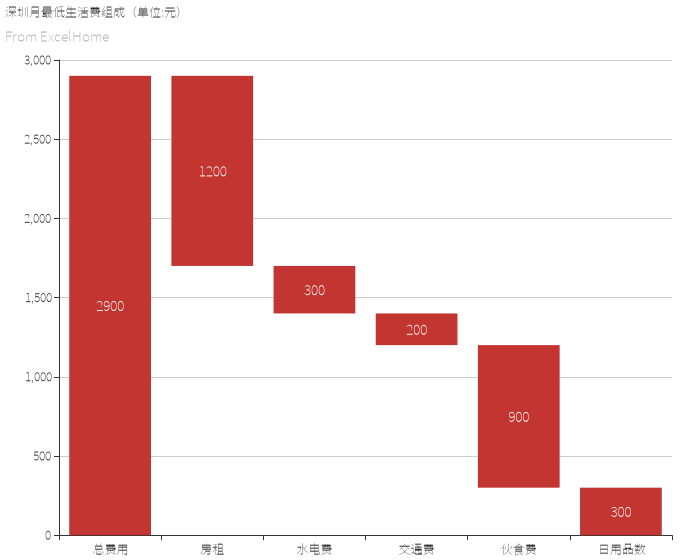 深圳月最低生活费组成（单位:元）
From ExcelHome
3,000
2,500
2,000
1,500
1,000
500
0
2900
1200
300
200
900
300
总费用
房租
水电费
交通费
伙食费
日用品数